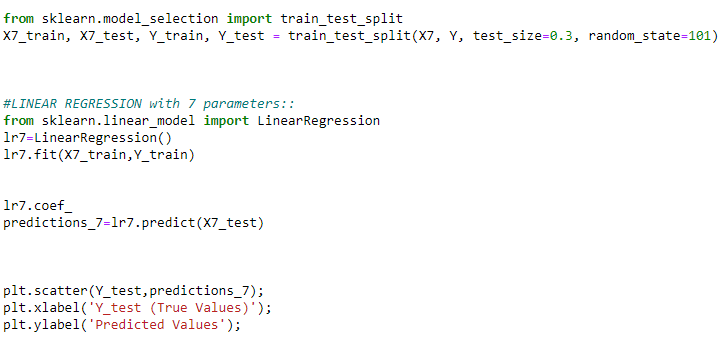 from sklearn.model_selection import train_test_split
X7_train, X7_test, Y_train, Y_test = train_test_split(X7, Y, test_size=0.3, random_state=101)
#LINEAR REGRESSION with 7 parameters::
from sklearn.linear_model import LinearRegression
lr7=LinearRegression()
lr7.fit(X7_train,Y_train)
lr7.coef_
predictions_7=lr7.predict(X7_test)
plt.scatter(Y_test,predictions_7);
plt.xlabel('Y_test (True Values)');
plt.ylabel('Predicted Values');